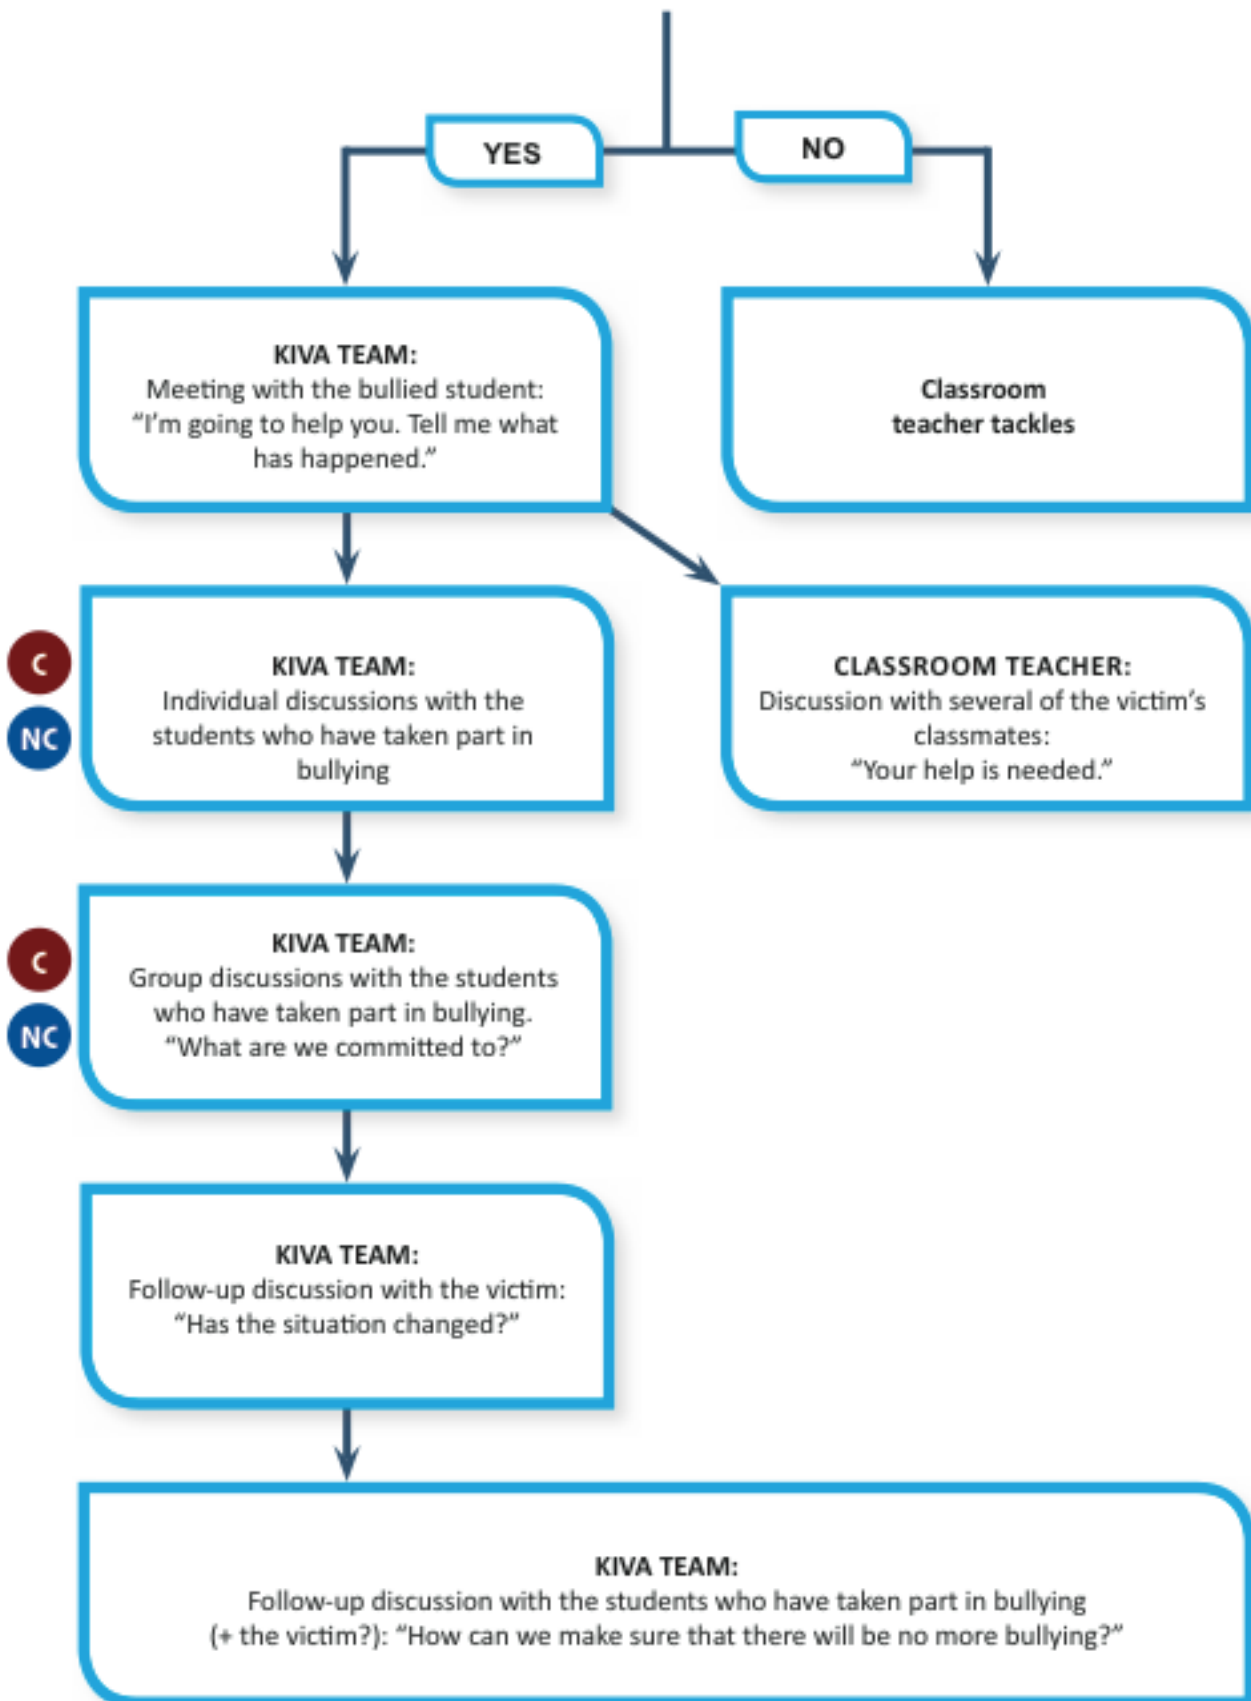 YES
NO
KIVA TEAM:
Meeting with the bullied student:
“I’m going to help you. Tell me what
has happened.”
Classroom
teacher tackles
C
NC
KIVA TEAM:
Individual discussions with the
students who have taken part in
bullying
CLASSROOM TEACHER:
Discussion with several of the victim’s
classmates:
“Your help is needed.”
C
NC
KIVA TEAM:
Group discussions with the students
who have taken part in bullying.
“What are we committed to?”
KIVA TEAM:
Follow-up discussion with the victim:
“Has the situation changed?”
KIVA TEAM:
Follow-up discussion with the students who have taken part in bullying
(+ the victim?): “How can we make sure that there will be no more bullying?”